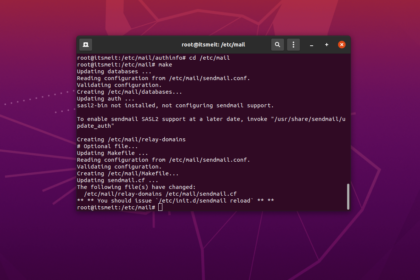 root@itsmeit: /etc/mail
root@itsmeit:/etc/mail/authinfo# cd /etc/mail
root@itsmeit:/etc/mail# make
Updating databases ...
Reading configuration from /etc/mail/sendmail.conf.
Validating configuration.
Creating /etc/mail/databases...
Updating auth ...
sasl2-bin not installed, not configuring sendmail support.
To enable sendmail SASL2 support at a later date, invoke "/usr/share/sendmail/u
pdate_auth"
Creating /etc/mail/relay-domains
# Optional file...
Updating Makefile ...
Reading configuration from /etc/mail/sendmail.conf.
Validating configuration.
Creating /etc/mail/Makefile...
Updating sendmail.cf ...
The following file(s) have changed:
/etc/mail/relay-domains /etc/mail/sendmail.cf
** ** You should issue `/etc/init.d/sendmail reload` ** **
root@itsmeit:/etc/mail#